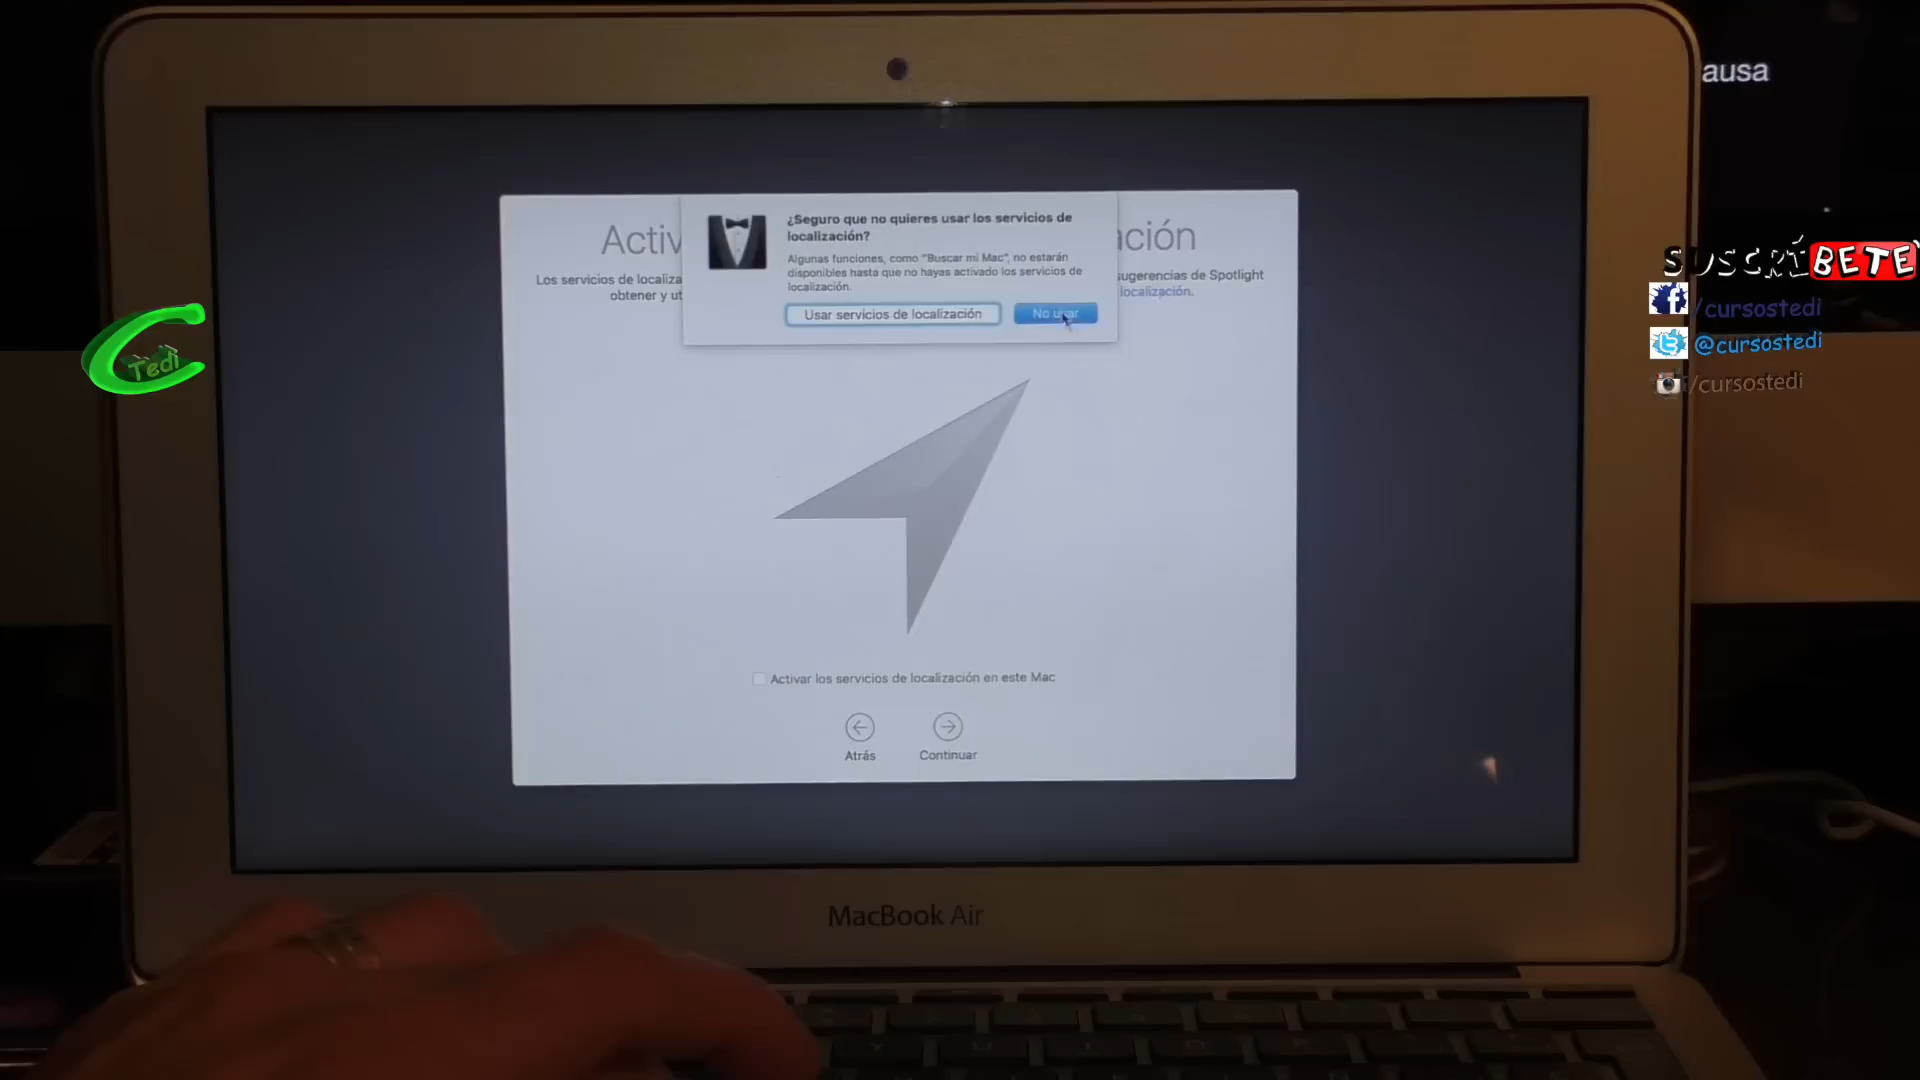 ausa
¿Seguro que no quieres usar los servicios de
localización?
Algunas funciones, como "Buscar mi Mac", no estarán
disponibles hasta que no hayas activado los servicios de
localización.
Usar servicios de localización
No usar
Activ
ación
Los servicios de localiza
sugerencias de Spotlight
obtener y ut
localización.
Activar los servicios de localización en este Mac
Atrás
Continuar
MacBook Air
Tedi
SUSCRÍBETE
/cursostedi
@cursostedi
/cursostedi